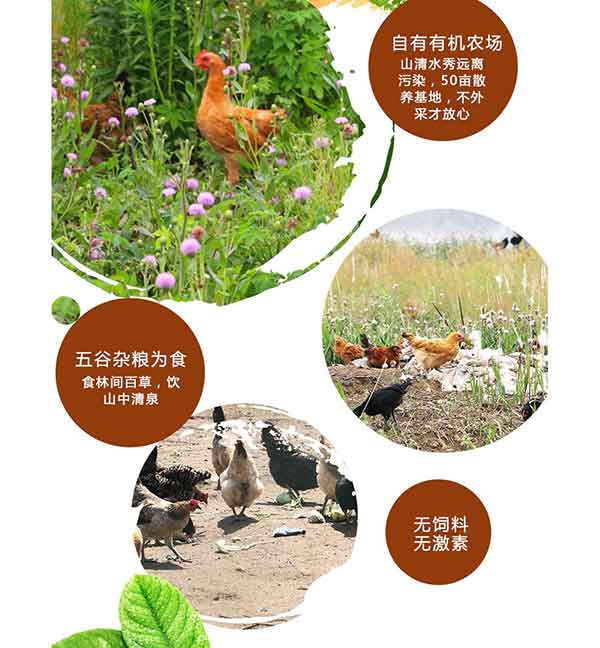 自有有机农场
山清水秀远离
污染，50亩散
养基地，不外
采才放心
五谷杂粮为食
食林间百草，饮
山中清泉
无饲料
无激素